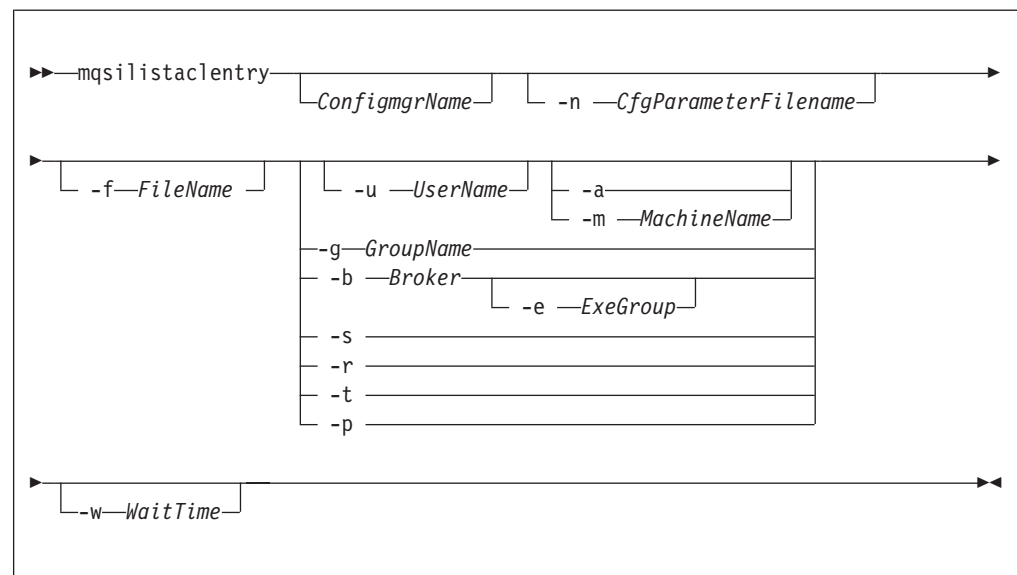 mqsilistaclentry
ConfigmgrName -n CfgParameterFilename
-f FileName -u UserName -a
-m MachineName
-g GroupName
-b Broker
-e ExeGroup
-s
-r
-t
-p
-w WaitTime